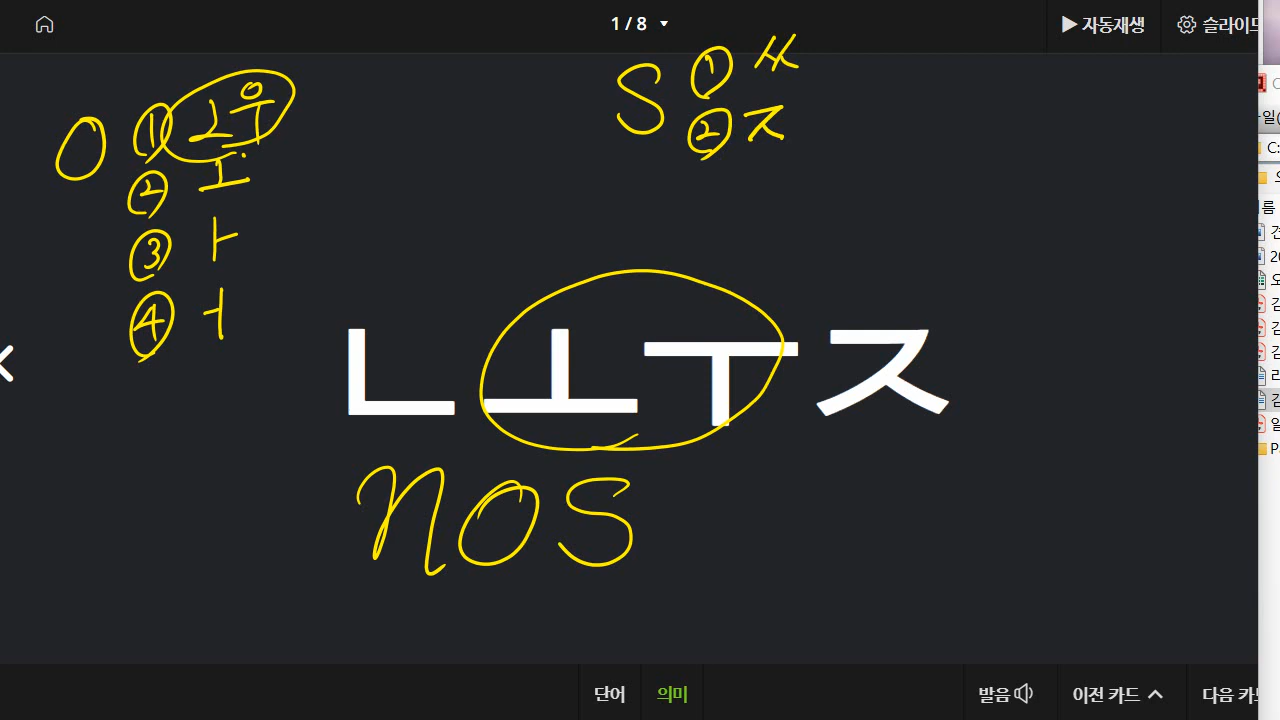 1 / 8 ▼ ▶ 자동재생 슬라이드
O ① ㅗ우
② ㅗ
③ ㅏ
④ ㅓ
S ① ㅆ
② ㅈ
ㄴㅗㅜㅈ
nos
단어 의미 발음 이전 카드 다음 카드
C:
20